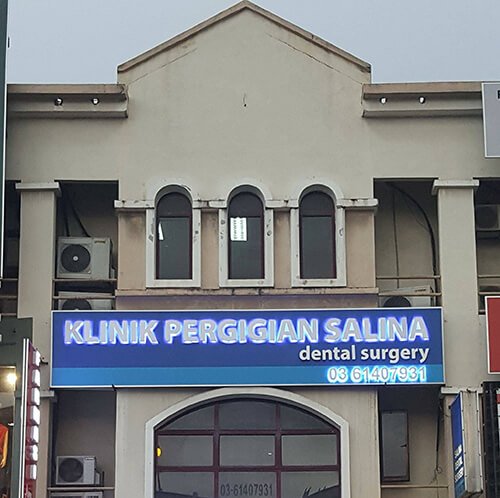 KLINIK PERGIGIAN SALINA
dental surgery
03 61407931
03-61407931